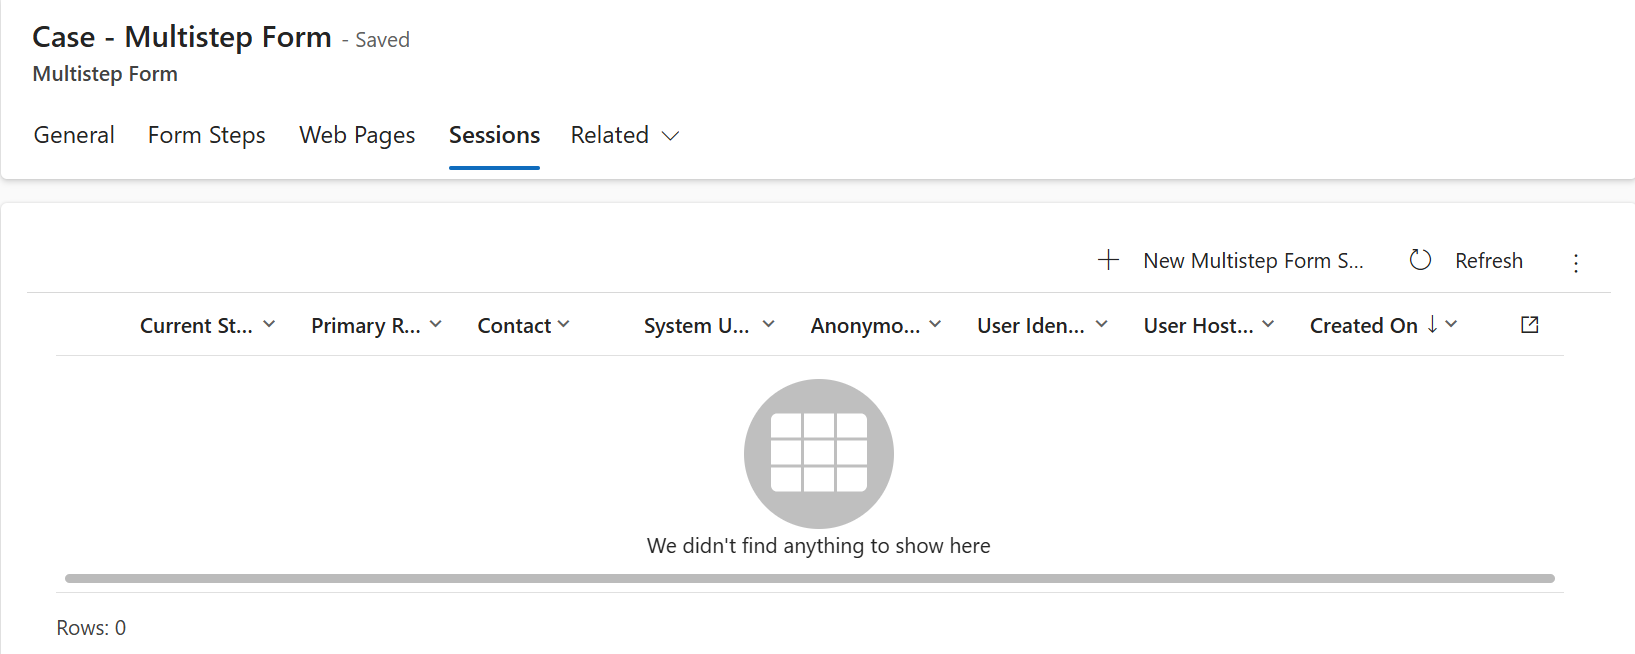 Case - Multistep Form - Saved
Multistep Form
General Form Steps Web Pages Sessions Related
New Multistep Form S... Refresh
Current St... Primary R... Contact System U... Anonymo... User Iden... User Host... Created On
We didn't find anything to show here
Rows: 0